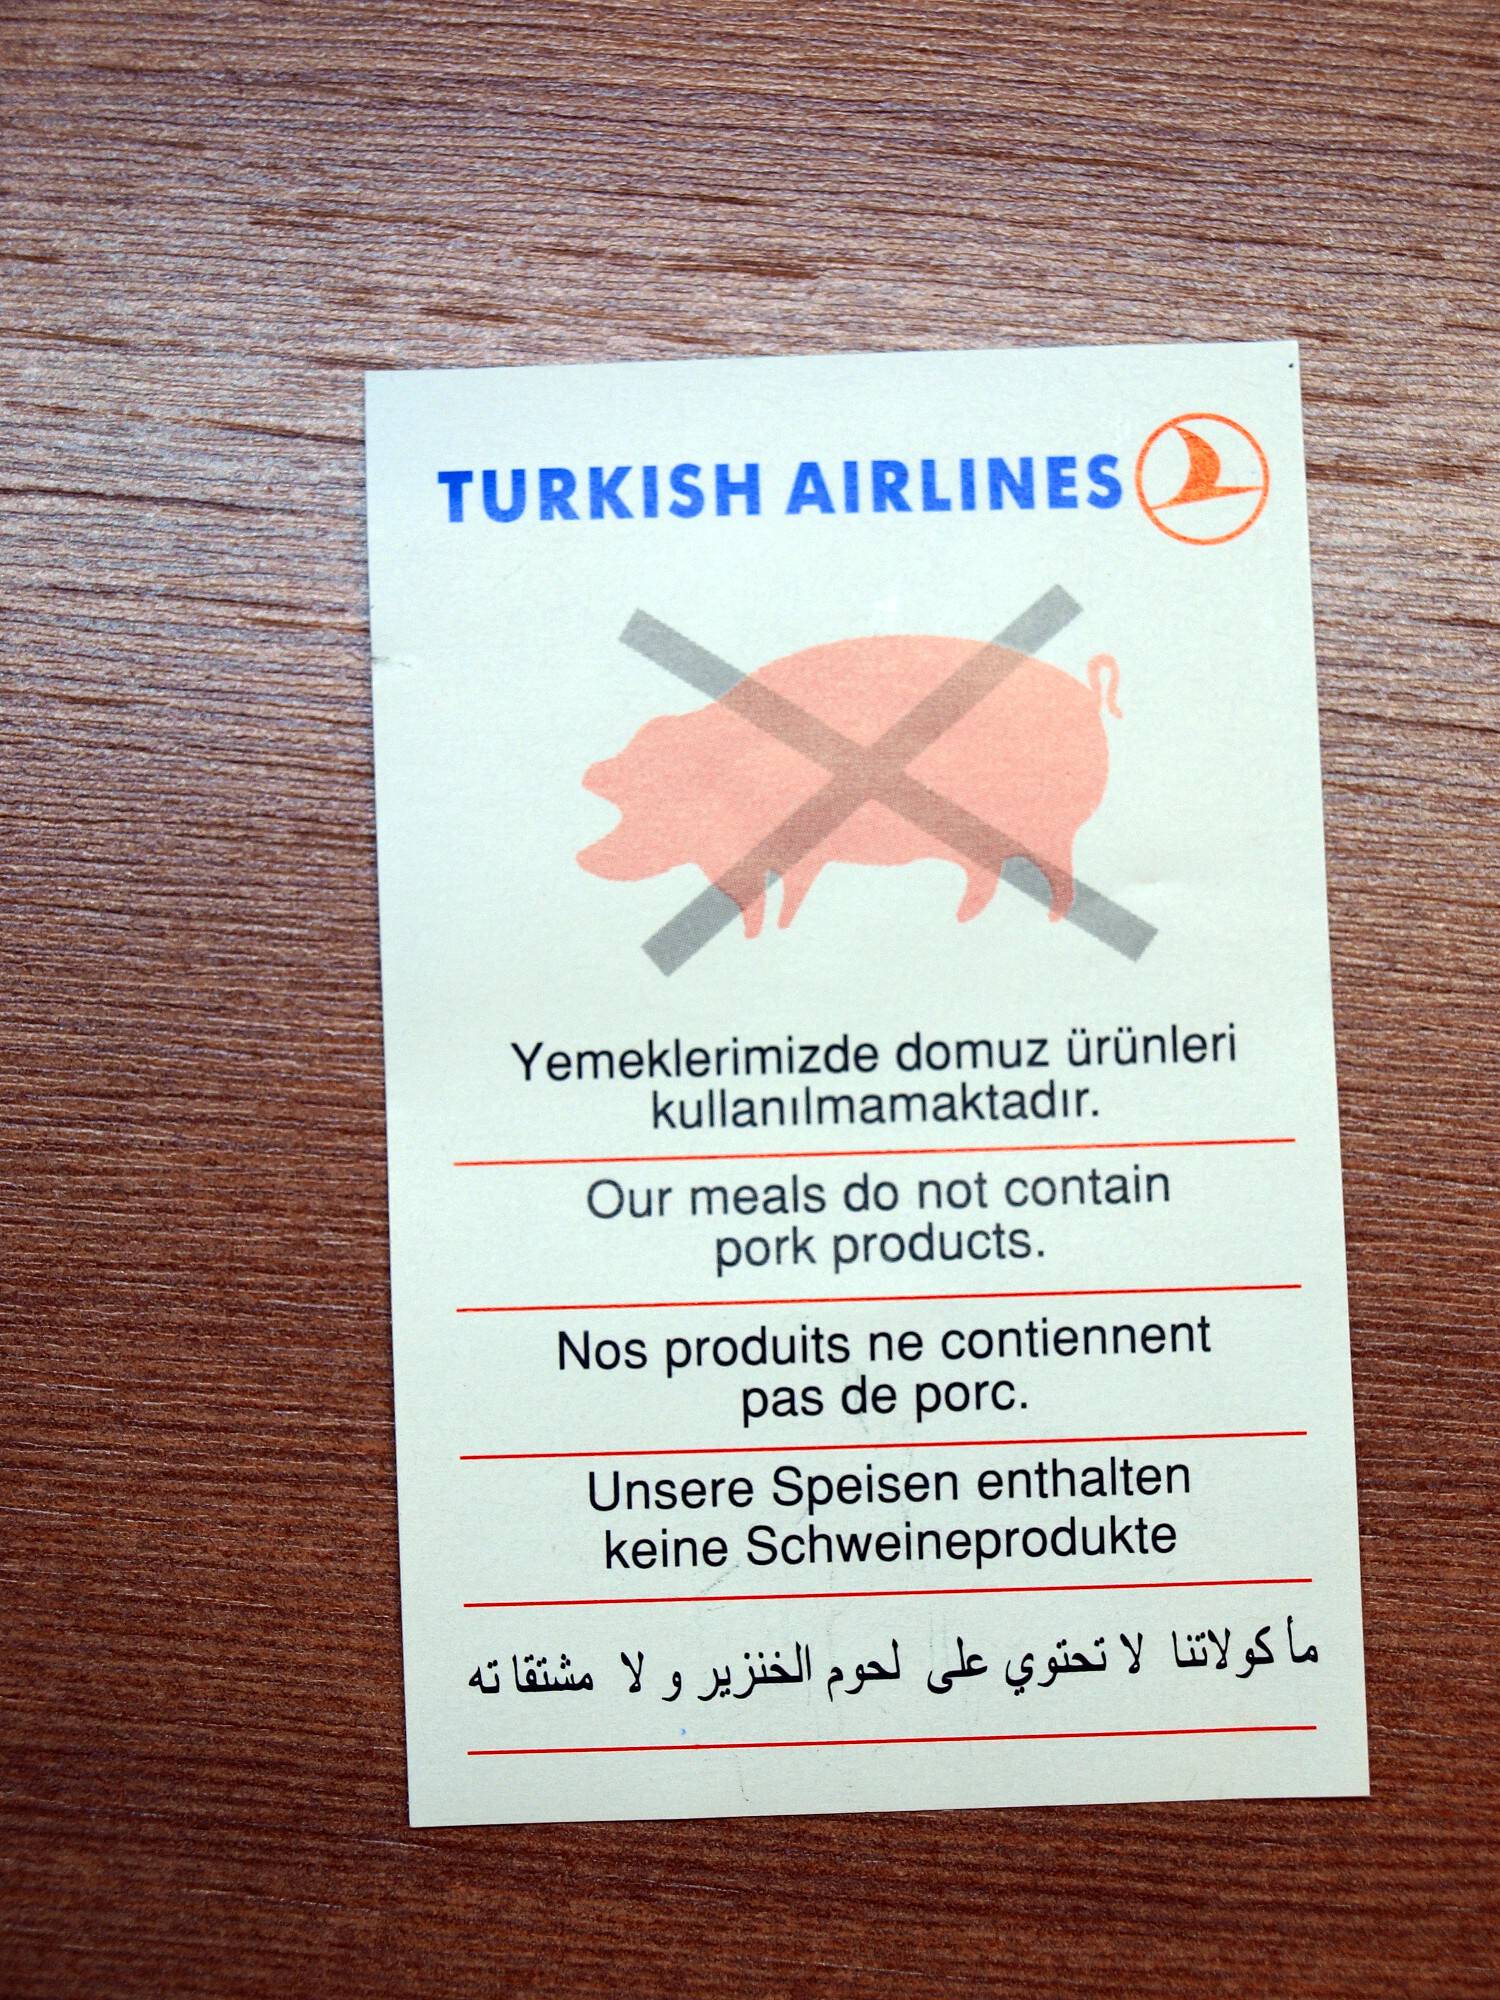 TURKISH AIRLINES
Yemeklerimizde domuz ürünleri
kullanılmamaktadır.
Our meals do not contain
pork products.
Nos produits ne contiennent
pas de porc.
Unsere Speisen enthalten
keine Schweineprodukte
مأكولاتنا لا تحتوي على لحوم الخنزير و لا مشتقاته